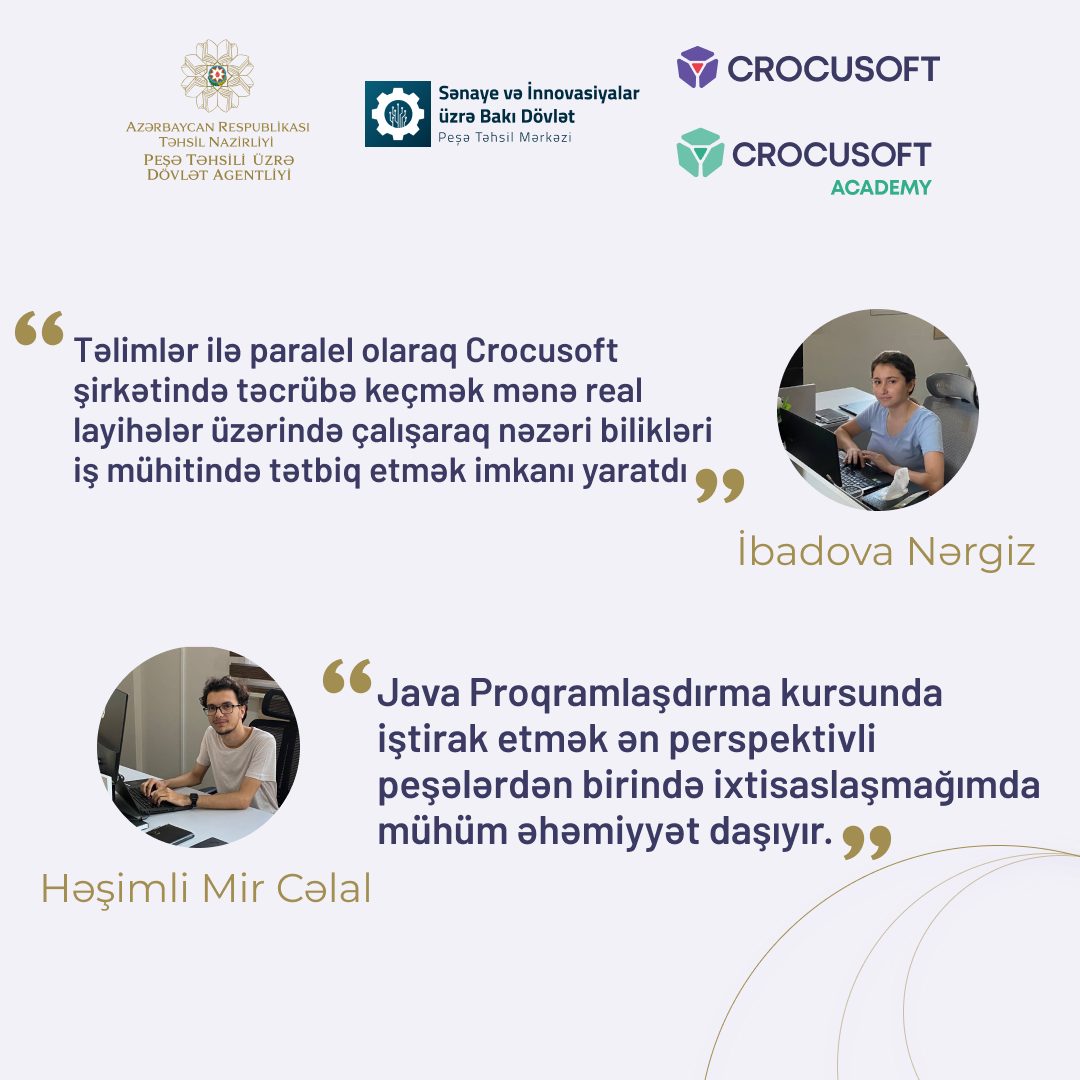 AZƏRBAYCAN RESPUBLIKASI
TƏHSIL NAZIRLIYI
PEŞƏ TƏHSILI ÜZRƏ
DÖVLƏT AGENTLIYI
Sənaye və İnnovasiyalar
üzrə Bakı Dövlət
Peşə Təhsil Mərkəzi
CROCUSOFT
CROCUSOFT
ACADEMY
“
Təlimlər ilə paralel olaraq Crocusoft
şirkətində təcrübə keçmək mənə real
layihələr üzərində çalışaraq nəzəri bilikləri
iş mühitində tətbiq etmək imkanı yaratdı ”
İbadova Nərgiz
“
Java Proqramlaşdırma kursunda
iştirak etmək ən perspektivli
peşələrdən birində ixtisaslaşmağımda
mühüm əhəmiyyət daşıyır. ”
Həşimli Mir Cəlal